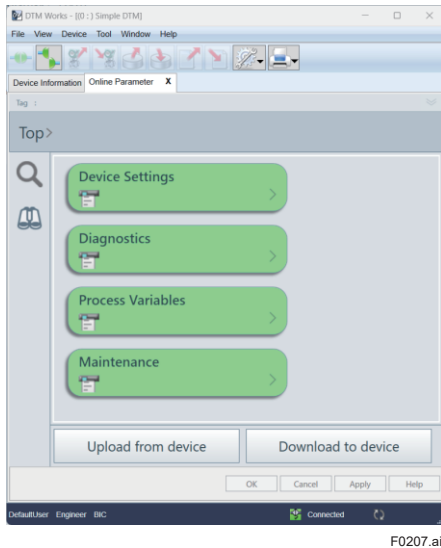 DTM Works - [(0 : ) Simple DTM]
File View Device Tool Window Help
Device Information Online Parameter X
Tag :
Top>
Device Settings
Diagnostics
Process Variables
Maintenance
Upload from device Download to device
OK Cancel Apply Help
DefaultUser Engineer BIC Connected
F0207.ai